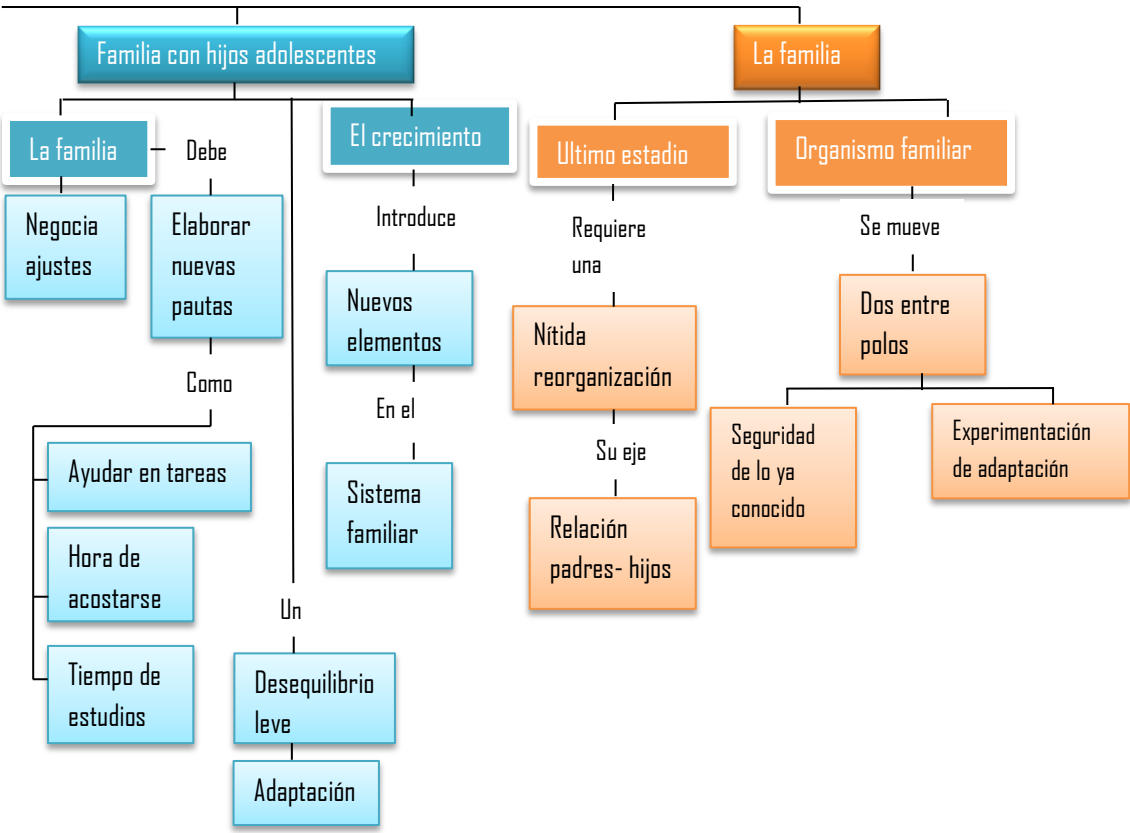 Familia con hijos adolescentes
La familia
Debe
Negocia
ajustes
Elaborar
nuevas
pautas
Como
Ayudar en tareas
Hora de
acostarse
Tiempo de
estudios
Un
Desequilibrio
leve
Adaptación
El crecimiento
Introduce
Nuevos
elementos
En el
Sistema
familiar
La familia
Ultimo estadio
Requiere
una
Nítida
reorganización
Su eje
Relación
padres- hijos
Organismo familiar
Se mueve
Dos entre
polos
Seguridad
de lo ya
conocido
Experimentación
de adaptación